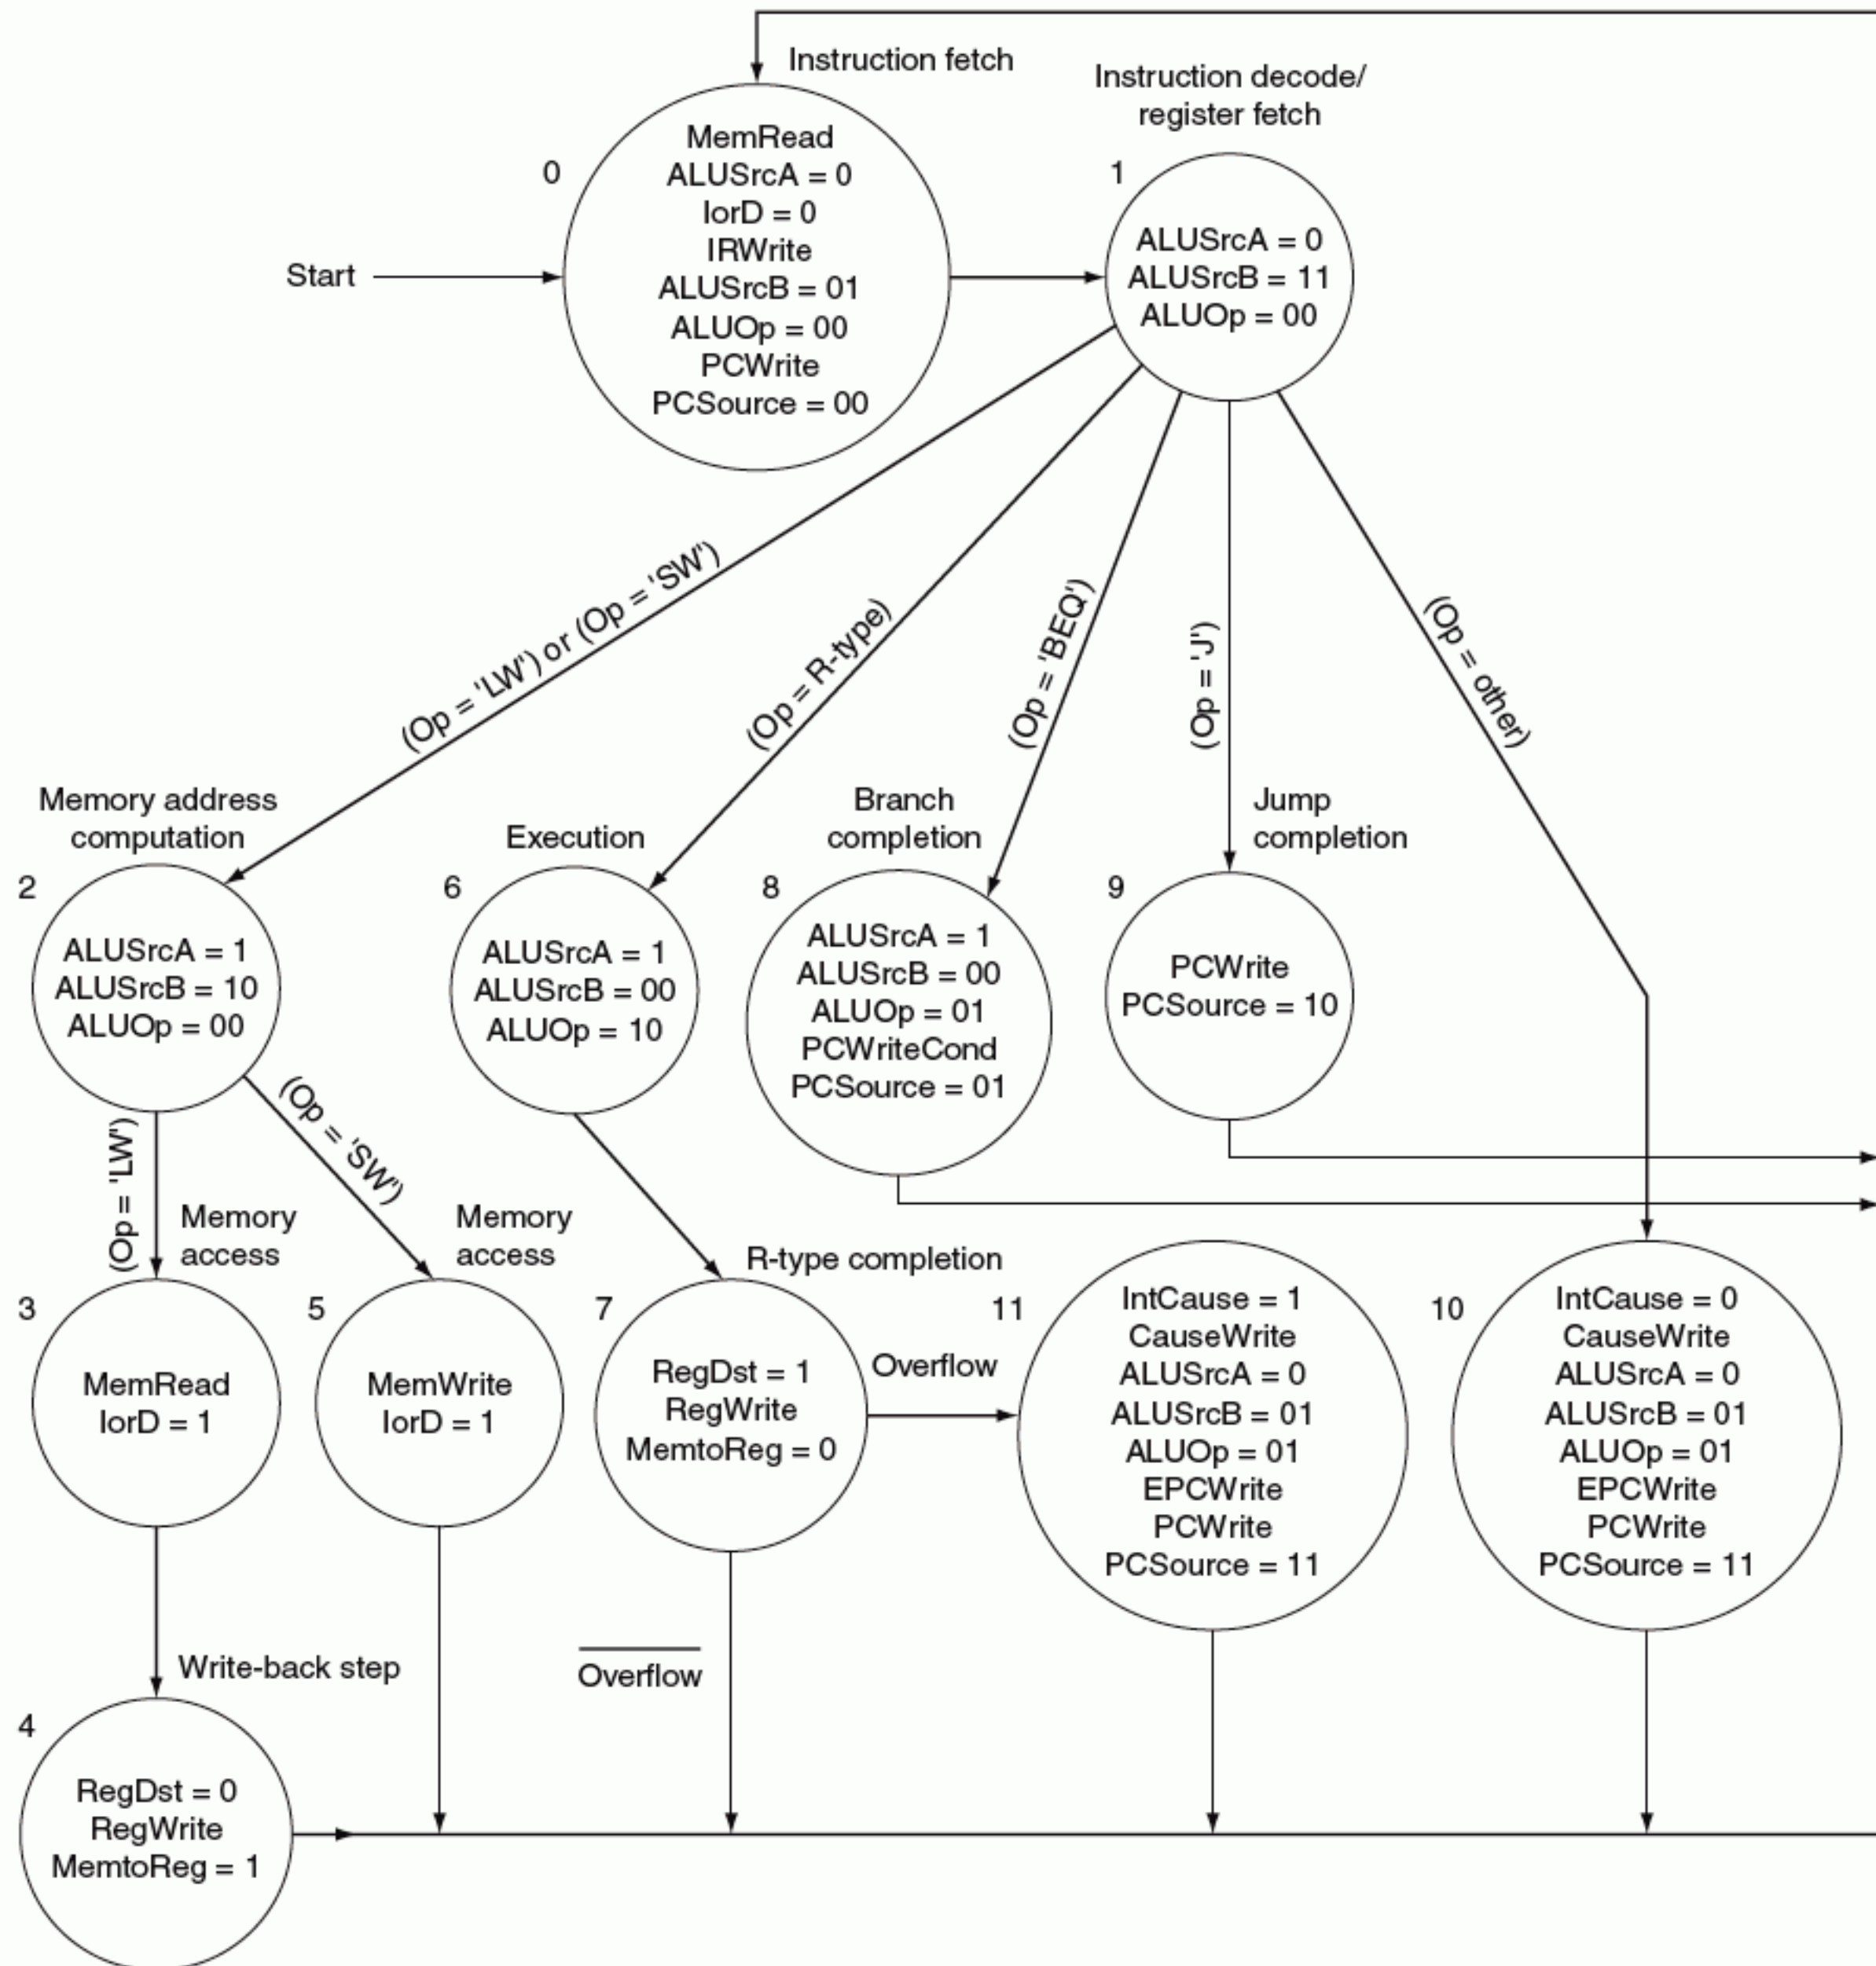 Instruction fetch
Instruction decode/
register fetch
0
MemRead
ALUSrcA = 0
IorD = 0
IRWrite
ALUSrcB = 01
ALUOp = 00
PCWrite
PCSource = 00
Start
1
ALUSrcA = 0
ALUSrcB = 11
ALUOp = 00
(Op = 'LW') or (Op = 'SW')
(Op = R-type)
(Op = 'BEQ')
(Op = 'J')
(Op = other)
Memory address
computation
2
ALUSrcA = 1
ALUSrcB = 10
ALUOp = 00
Execution
6
ALUSrcA = 1
ALUSrcB = 00
ALUOp = 10
Branch
completion
8
ALUSrcA = 1
ALUSrcB = 00
ALUOp = 01
PCWriteCond
PCSource = 01
Jump
completion
9
PCWrite
PCSource = 10
(Op = 'LW')
(Op = 'SW')
Memory
access
3
MemRead
IorD = 1
Memory
access
5
MemWrite
IorD = 1
R-type completion
7
RegDst = 1
RegWrite
MemtoReg = 0
Overflow
11
IntCause = 1
CauseWrite
ALUSrcA = 0
ALUSrcB = 01
ALUOp = 01
EPCWrite
PCWrite
PCSource = 11
10
IntCause = 0
CauseWrite
ALUSrcA = 0
ALUSrcB = 01
ALUOp = 01
EPCWrite
PCWrite
PCSource = 11
Write-back step
Overflow
4
RegDst = 0
RegWrite
MemtoReg = 1